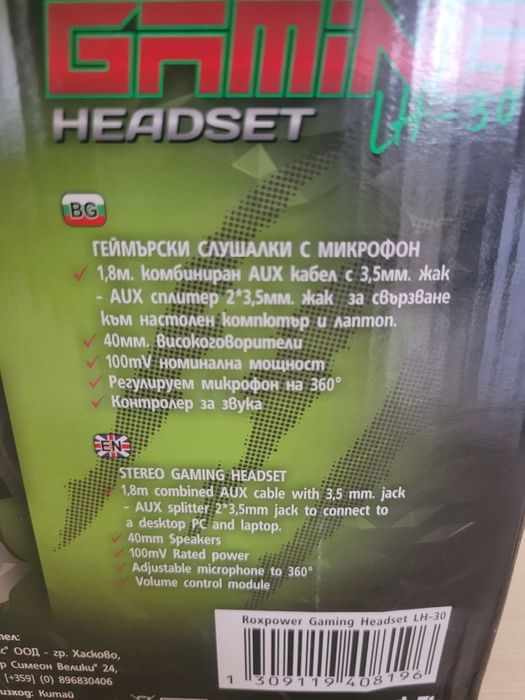 GAMING
HEADSET
LH-30
BG
ГЕЙМЪРСКИ СЛУШАЛКИ С МИКРОФОН
1,8м. комбиниран AUX кабел с 3,5мм. жак
- AUX сплитер 2*3,5мм. жак за свързване
към настолен компютър и лаптоп.
40мм. високоговорители
100mV номинална мощност
Регулируем микрофон на 360°
Контролер за звука
EN
STEREO GAMING HEADSET
1,8m combined AUX cable with 3,5 mm. jack
- AUX splitter 2*3,5mm jack to connect to
a desktop PC and laptop.
40mm Speakers
100mV Rated power
Adjustable microphone to 360°
Volume control module
Roxpower Gaming Headset LH-30
1 309119 408196
тел:
с" ООД - гр. Хасково,
р Симеон Велики" 24,
[+359] (0) 896830406
изход: Китай